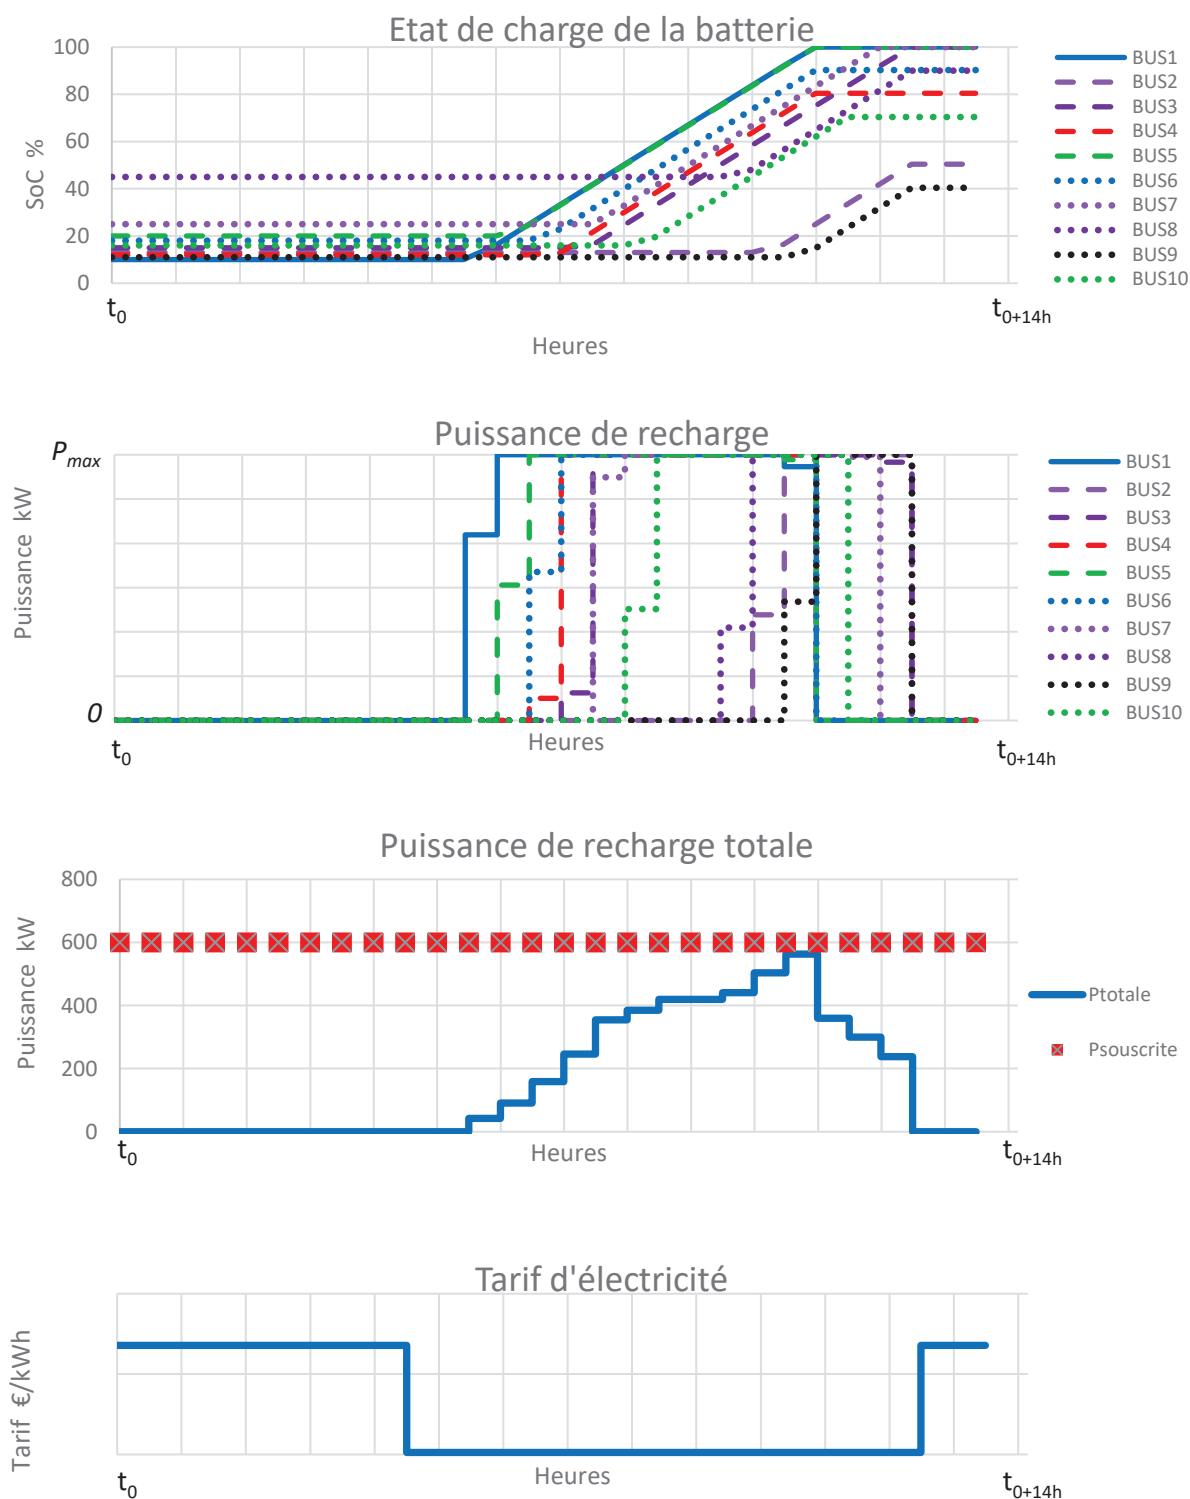 Etat de charge de la batterie
SoC %
100
80
60
40
20
0
t0
t0+14h
Heures
BUS1
BUS2
BUS3
BUS4
BUS5
BUS6
BUS7
BUS8
BUS9
BUS10
Puissance de recharge
Puissance kW
Pmax
0
t0
t0+14h
Heures
BUS1
BUS2
BUS3
BUS4
BUS5
BUS6
BUS7
BUS8
BUS9
BUS10
Puissance de recharge totale
Puissance kW
800
600
400
200
0
t0
t0+14h
Heures
Ptotale
Psouscrite
Tarif d'électricité
Tarif €/kWh
t0
t0+14h
Heures